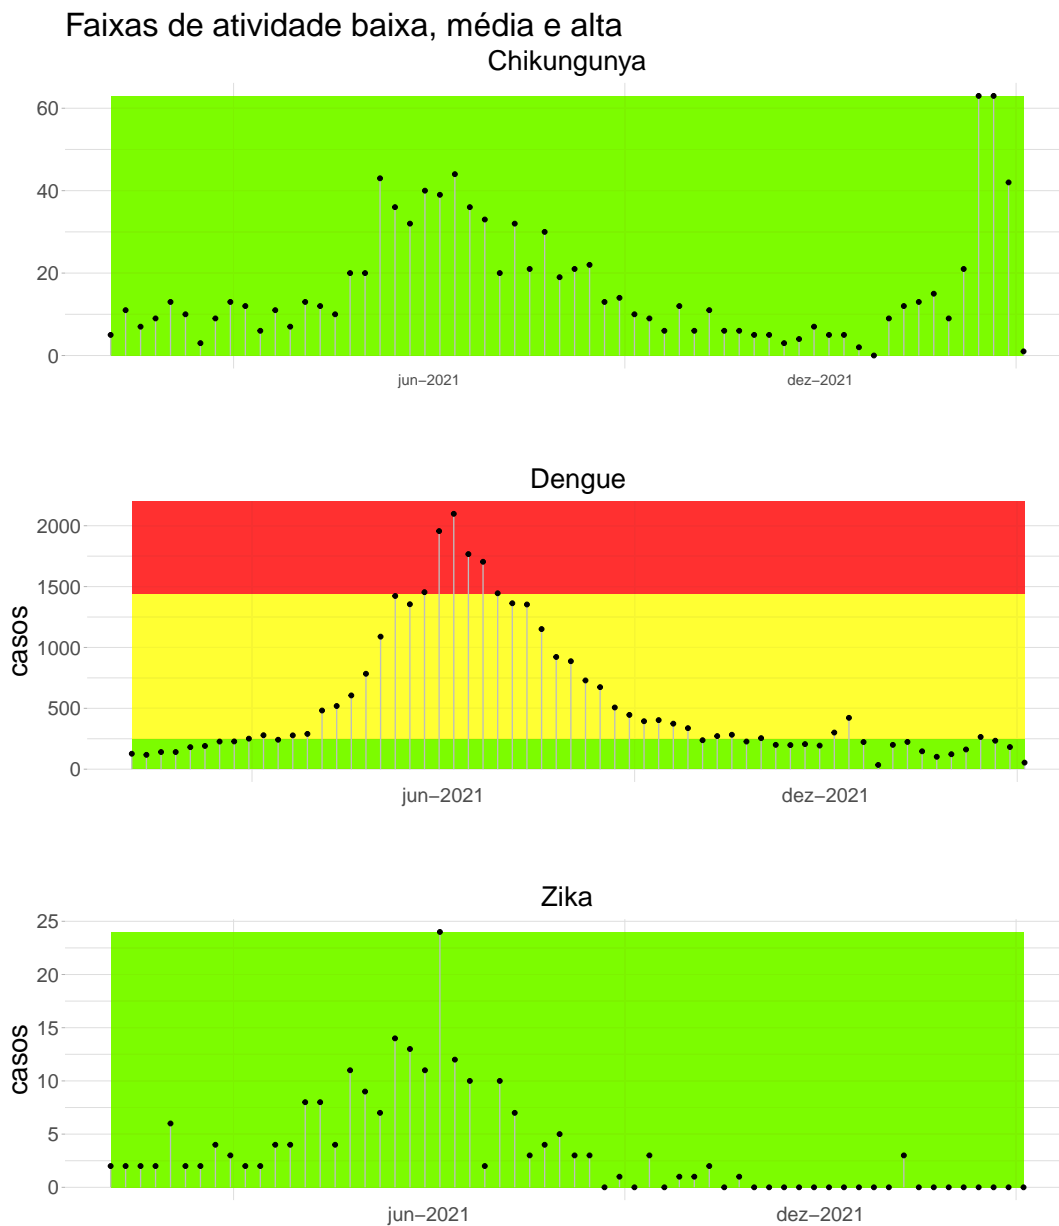 Faixas de atividade baixa, média e alta
Chikungunya
60
40
20
0
jun−2021
dez−2021
Dengue
casos
2000
1500
1000
500
0
jun−2021
dez−2021
Zika
casos
25
20
15
10
5
0
jun−2021
dez−2021